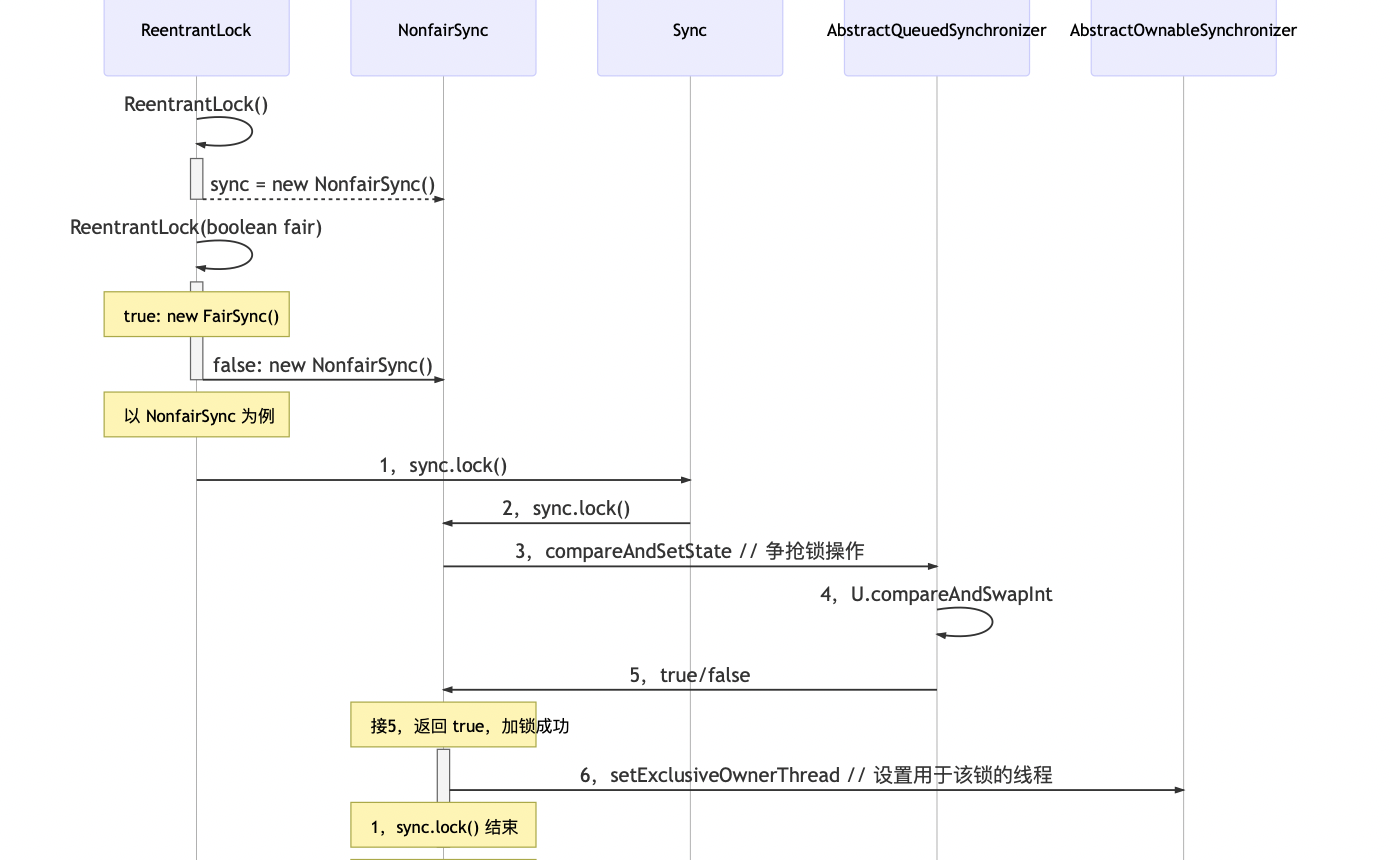 ReentrantLock
NonfairSync
Sync
AbstractQueuedSynchronizer
AbstractOwnableSynchronizer
ReentrantLock()
sync = new NonfairSync()
ReentrantLock(boolean fair)
true: new FairSync()
false: new NonfairSync()
以 NonfairSync 为例
1，sync.lock()
2，sync.lock()
3，compareAndSetState // 争抢锁操作
4，U.compareAndSwapInt
5，true/false
接5，返回 true，加锁成功
6，setExclusiveOwnerThread // 设置用于该锁的线程
1，sync.lock() 结束